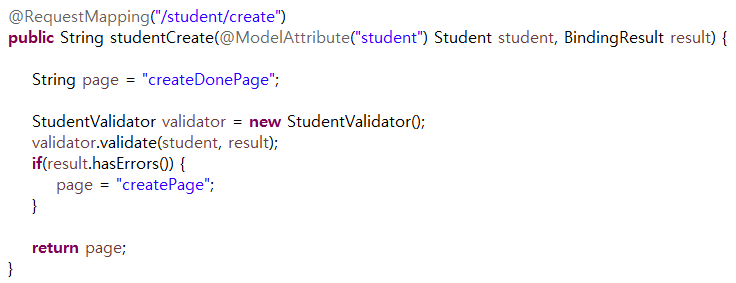 @RequestMapping("/student/create")
public String studentCreate(@ModelAttribute("student") Student student, BindingResult result) {
String page = "createDonePage";
StudentValidator validator = new StudentValidator();
validator.validate(student, result);
if(result.hasErrors()) {
page = "createPage";
}
return page;
}